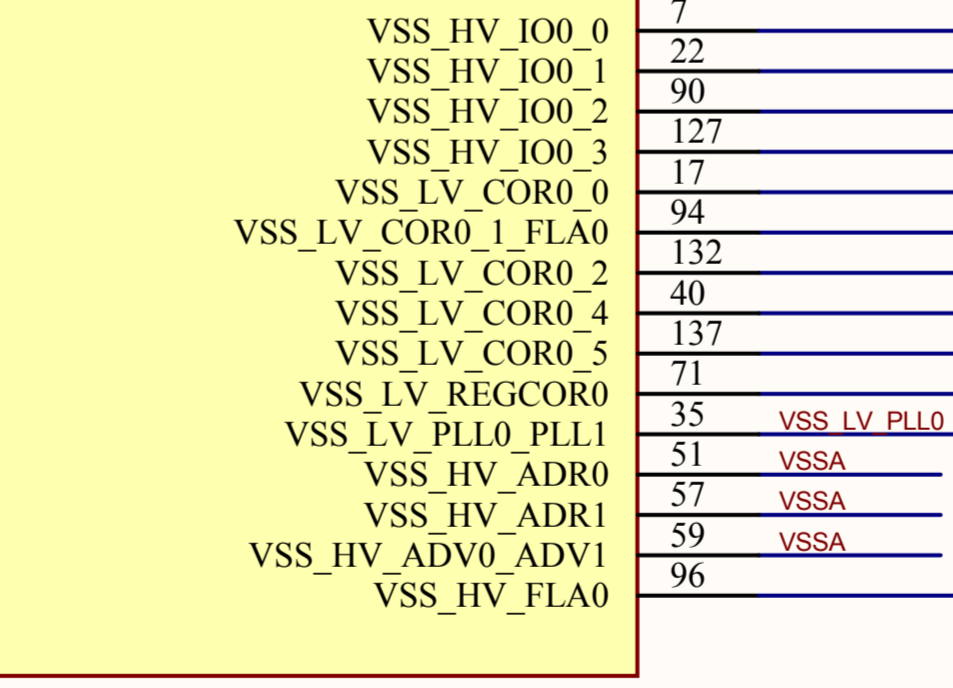 VSS_HV_IO0_0 7
VSS_HV_IO0_1 22
VSS_HV_IO0_2 90
VSS_HV_IO0_3 127
VSS_LV_COR0_0 17
VSS_LV_COR0_1_FLA0 94
VSS_LV_COR0_2 132
VSS_LV_COR0_4 40
VSS_LV_COR0_5 137
VSS_LV_REGCOR0 71
VSS_LV_PLL0_PLL1 35 VSS_LV_PLL0
VSS_HV_ADR0 51 VSSA
VSS_HV_ADR1 57 VSSA
VSS_HV_ADV0_ADV1 59 VSSA
VSS_HV_FLA0 96